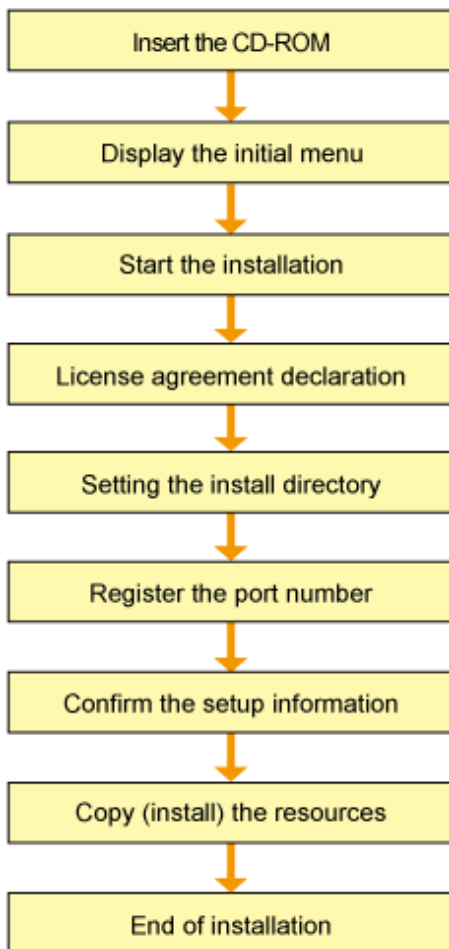 Insert the CD-ROM
Display the initial menu
Start the installation
License agreement declaration
Setting the install directory
Register the port number
Confirm the setup information
Copy (install) the resources
End of installation